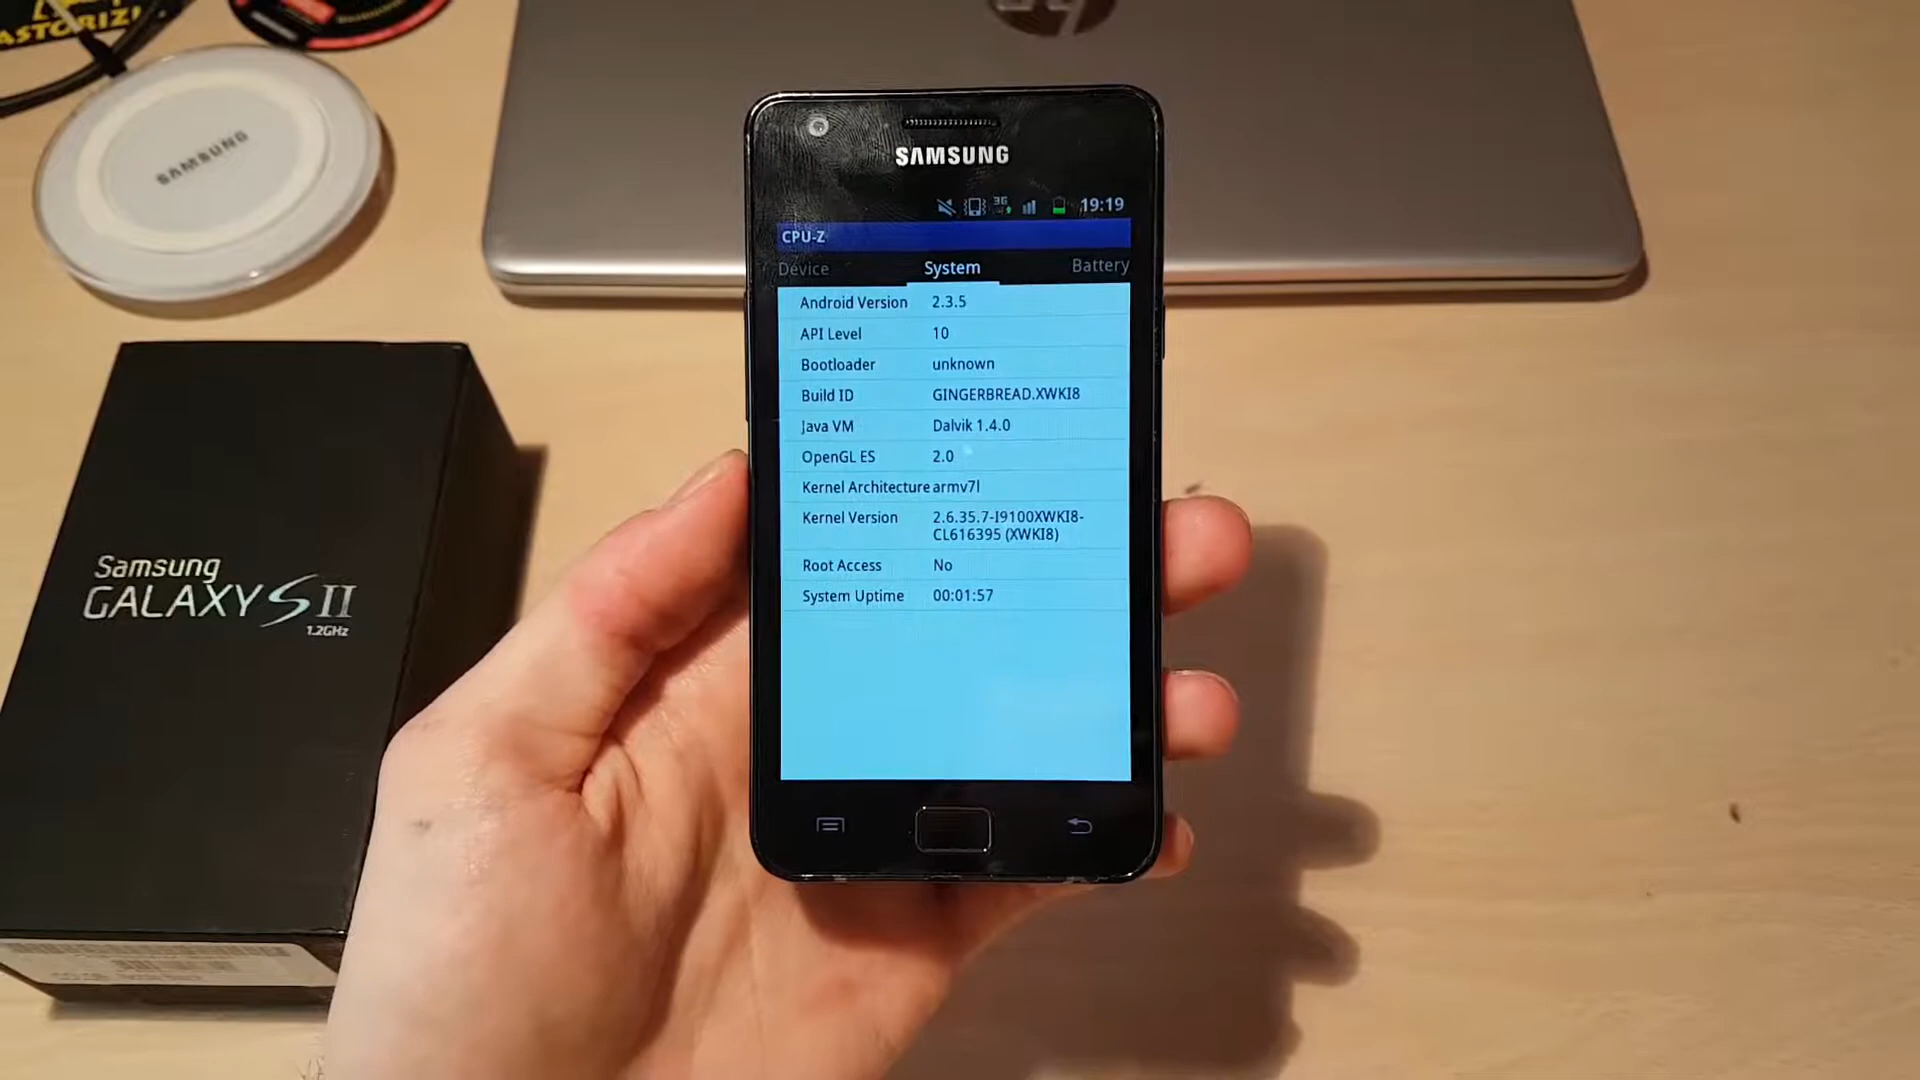 ASTORIZI
SAMSUNG
SAMSUNG
3G
19:19
CPU-Z
Device System Battery
Android Version 2.3.5
API Level 10
Bootloader unknown
Build ID GINGERBREAD.XWKI8
Java VM Dalvik 1.4.0
OpenGL ES 2.0
Kernel Architecture armv7l
Kernel Version 2.6.35.7-I9100XWKI8-
CL616395 (XWKI8)
Root Access No
System Uptime 00:01:57
Samsung
GALAXY S II
1.2GHz